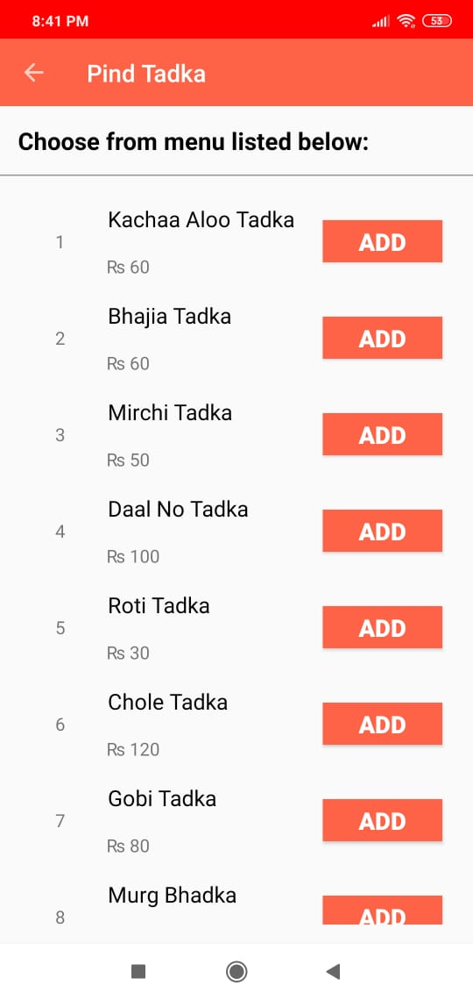 8:41 PM 53
Pind Tadka
Choose from menu listed below:
1
Kachaa Aloo Tadka
Rs 60
ADD
2
Bhajia Tadka
Rs 60
ADD
3
Mirchi Tadka
Rs 50
ADD
4
Daal No Tadka
Rs 100
ADD
5
Roti Tadka
Rs 30
ADD
6
Chole Tadka
Rs 120
ADD
7
Gobi Tadka
Rs 80
ADD
8
Murg Bhadka
ADD